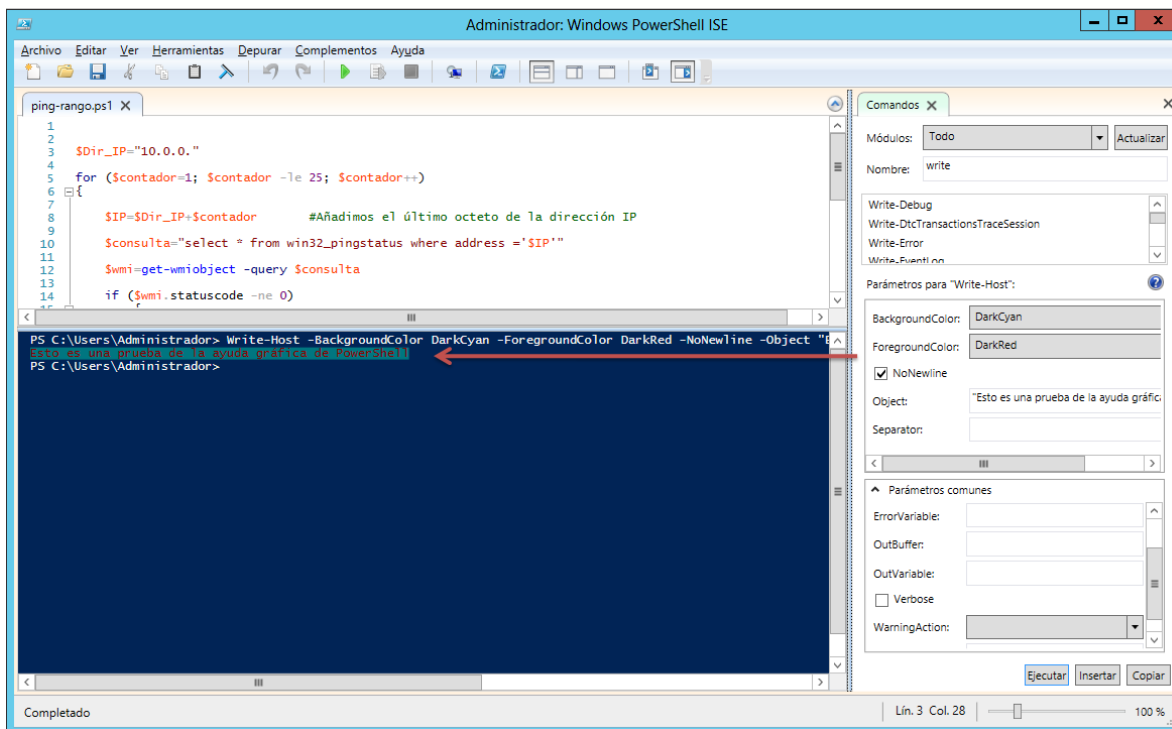 Administrador: Windows PowerShell ISE
Archivo Editar Ver Herramientas Depurar Complementos Ayuda
ping-rango.ps1
1
2
3 $Dir_IP="10.0.0."
4
5 for ($contador=1; $contador -le 25; $contador++)
6 {
7
8 $IP=$Dir_IP+$contador #Añadimos el último octeto de la dirección IP
9
10 $consulta="select * from win32_pingstatus where address ='$IP'"
11
12 $wmi=get-wmiobject -query $consulta
13
14 if ($wmi.statuscode -ne 0)
PS C:\Users\Administrador> Write-Host -BackgroundColor DarkCyan -ForegroundColor DarkRed -NoNewline -Object "E
Esto es una prueba de la ayuda gráfica de PowerShell
PS C:\Users\Administrador>
Comandos
Módulos: Todo Actualizar
Nombre: write
Write-Debug
Write-DtcTransactionsTraceSession
Write-Error
Write-EventLog
Parámetros para "Write-Host":
BackgroundColor: DarkCyan
ForegroundColor: DarkRed
NoNewline
Object: "Esto es una prueba de la ayuda gráfica
Separator:
Parámetros comunes
ErrorVariable:
OutBuffer:
OutVariable:
Verbose
WarningAction:
Ejecutar Insertar Copiar
Completado Lín. 3 Col. 28 100 %